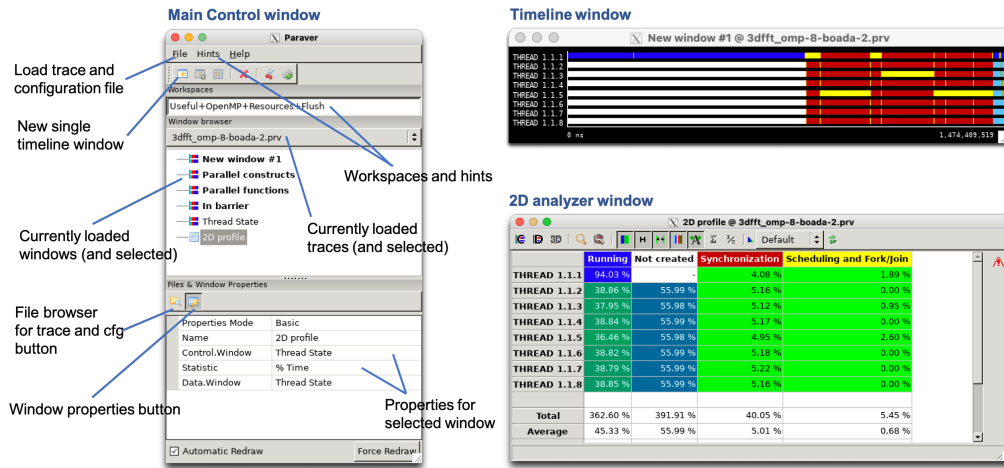 Main Control window
Paraver
File Hints Help
Load trace and
configuration file
Workspaces
Useful+OpenMP+Resources+Flush
Window browser
3dfft_omp-8-boada-2.prv
New single
timeline window
New window #1
Parallel constructs
Parallel functions
In barrier
Thread State
2D profile
Workspaces and hints
Currently loaded
windows (and selected)
Currently loaded
traces (and selected)
Files & Window Properties
File browser
for trace and cfg
button
Properties Mode Basic
Name 2D profile
Control.Window Thread State
Statistic % Time
Data.Window Thread State
Window properties button
Properties for
selected window
Automatic Redraw Force Redraw
Timeline window
New window #1 @ 3dfft_omp-8-boada-2.prv
THREAD 1.1.1
THREAD 1.1.2
THREAD 1.1.3
THREAD 1.1.4
THREAD 1.1.5
THREAD 1.1.6
THREAD 1.1.7
THREAD 1.1.8
0 ns 1,474,409,519
2D analyzer window
2D profile @ 3dfft_omp-8-boada-2.prv
3D H Σ Default
Running Not created Synchronization Scheduling and Fork/Join
THREAD 1.1.1 94.03 % - 4.08 % 1.89 %
THREAD 1.1.2 38.86 % 55.99 % 5.16 % 0.00 %
THREAD 1.1.3 37.95 % 55.98 % 5.12 % 0.95 %
THREAD 1.1.4 38.84 % 55.99 % 5.17 % 0.00 %
THREAD 1.1.5 36.46 % 55.98 % 4.95 % 2.60 %
THREAD 1.1.6 38.82 % 55.99 % 5.18 % 0.00 %
THREAD 1.1.7 38.79 % 55.99 % 5.22 % 0.00 %
THREAD 1.1.8 38.85 % 55.99 % 5.16 % 0.00 %
Total 362.60 % 391.91 % 40.05 % 5.45 %
Average 45.33 % 55.99 % 5.01 % 0.68 %